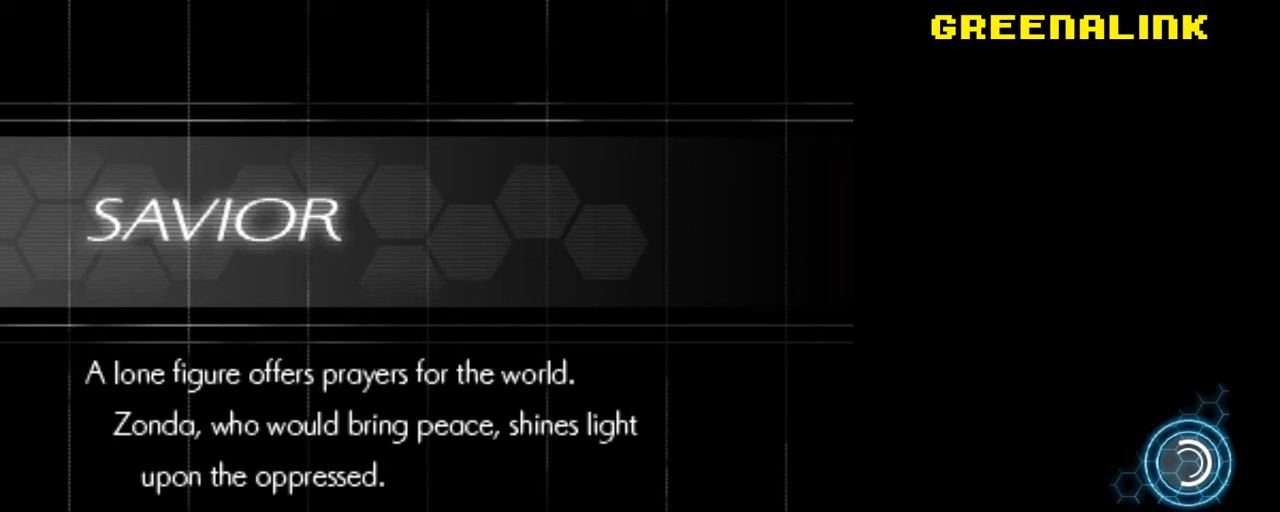 GREENALINK
SAVIOR
A lone figure offers prayers for the world.
Zonda, who would bring peace, shines light
upon the oppressed.